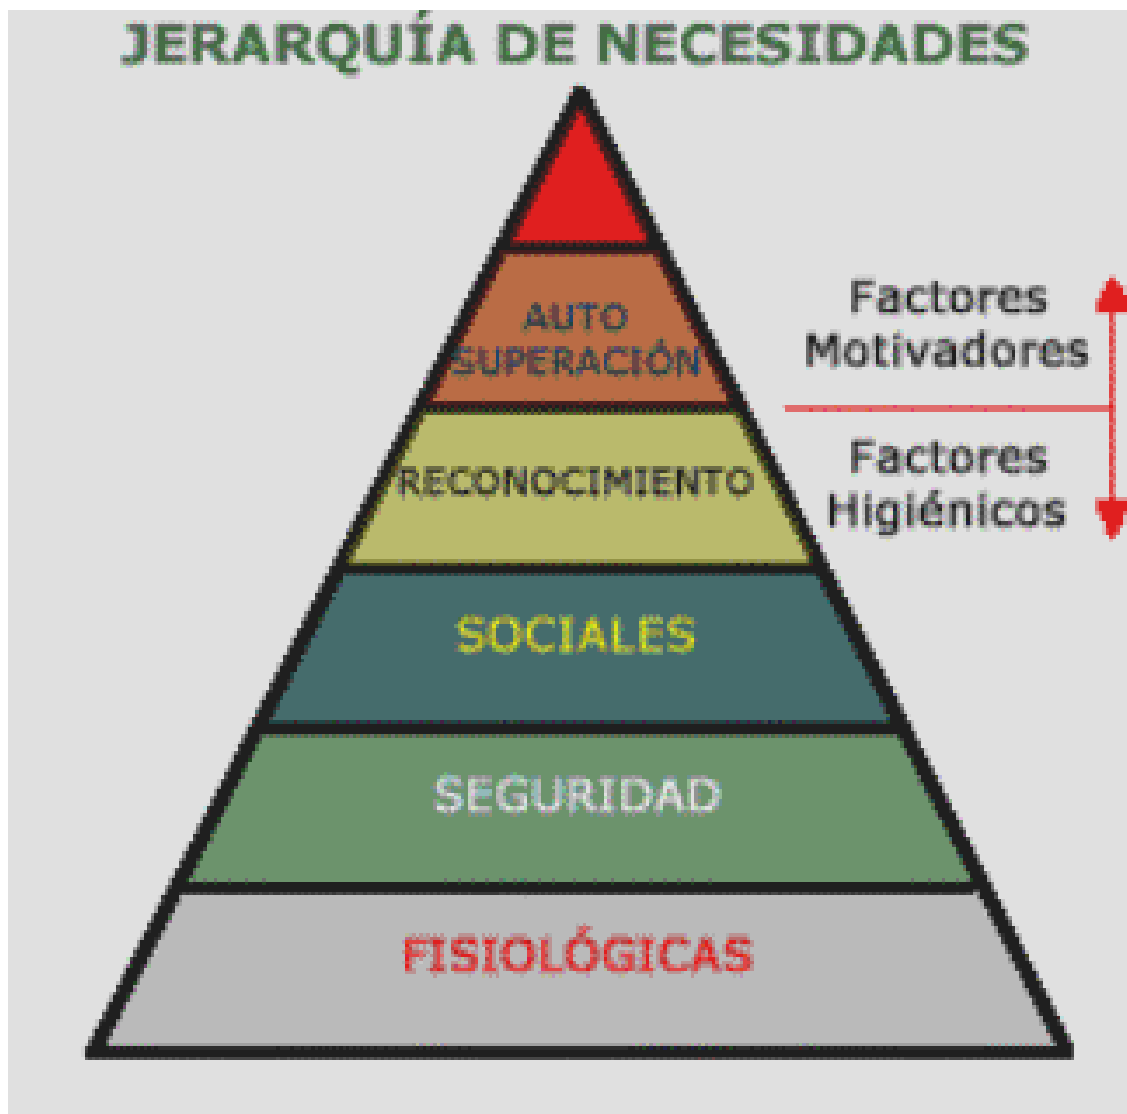 JERARQUÍA DE NECESIDADES
AUTO
SUPERACIÓN
Factores
Motivadores
RECONOCIMIENTO
Factores
Higiénicos
SOCIALES
SEGURIDAD
FISIOLÓGICAS